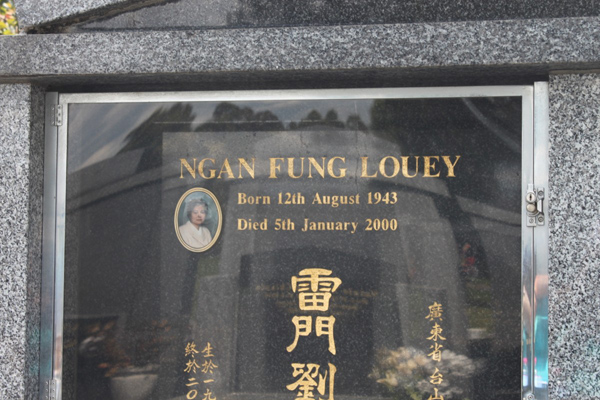 NGAN FUNG LOUEY
Born 12th August 1943
Died 5th January 2000
雷門劉
廣東省台山
生於一九
終於二〇